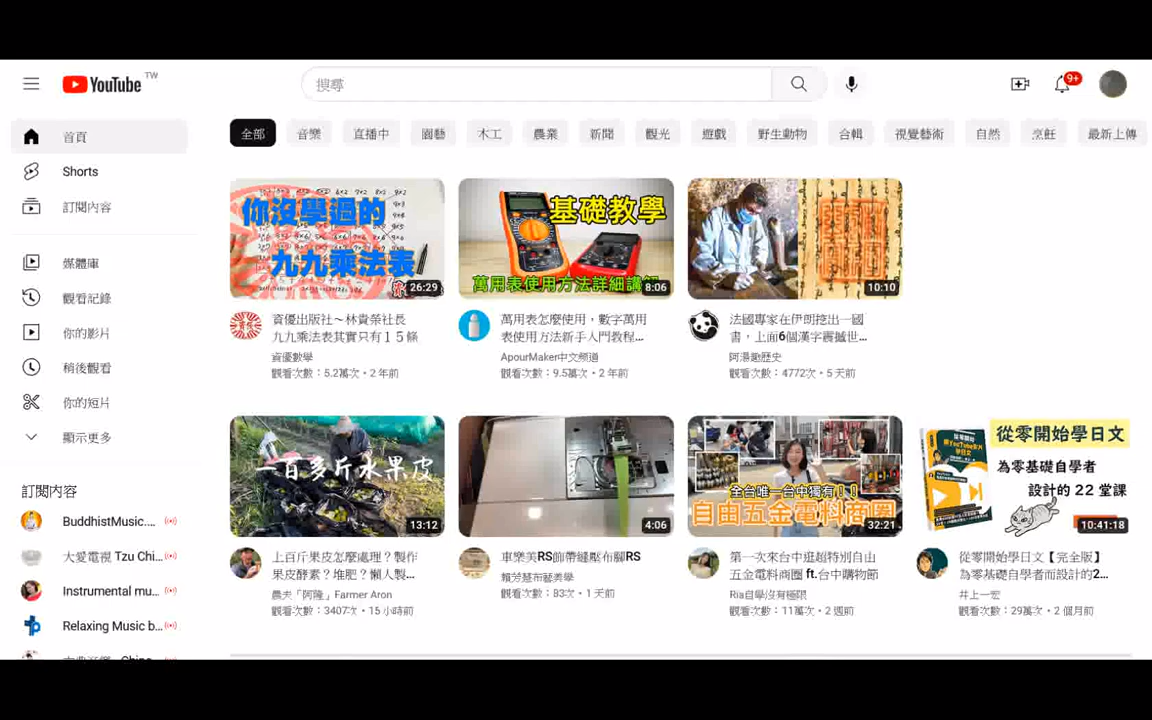 YouTube TW
搜尋
9+
首頁
Shorts
訂閱內容
媒體庫
觀看記錄
你的影片
稍後觀看
你的短片
顯示更多
訂閱內容
BuddhistMusic....
大愛電視 Tzu Chi...
Instrumental mu...
Relaxing Music b...
全部 音樂 直播中 園藝 木工 農業 新聞 觀光 遊戲 野生動物 合輯 視覺藝術 自然 烹飪 最新上傳
你沒學過的
九九乘法表
26:29
資優出版社～林貴榮社長
九九乘法表其實只有１５條
資優數學
觀看次數：5.2萬次・2 年前
基礎教學
萬用表使用方法詳細講解
8:06
萬用表怎麼使用，數字萬用
表使用方法新手入門教程...
ApourMaker中文頻道
觀看次數：9.5萬次・2 年前
10:10
法國專家在伊朗挖出一國
書，上面6個漢字震撼世...
阿湯勵歷史
觀看次數：4772次・5 天前
一百多斤水果皮
13:12
上百斤果皮怎麼處理？製作
果皮酵素？堆肥？懶人製...
農夫「阿隆」Farmer Aron
觀看次數：3407次・15 小時前
4:06
車樂美RS飾帶縫壓布腳RS
賴芳慧布藝美學
觀看次數：83次・1 天前
全台唯一台中獨有！！
自由五金電料商圈
32:21
第一次來台中逛超特別自由
五金電料商圈 ft.台中購物節
Ria自學沒有極限
觀看次數：11萬次・2 週前
從零開始學日文
為零基礎自學者
設計的 22 堂課
10:41:18
從零開始學日文【完全版】
為零基礎自學者而設計的2...
井上一宏
觀看次數：29萬次・2 個月前